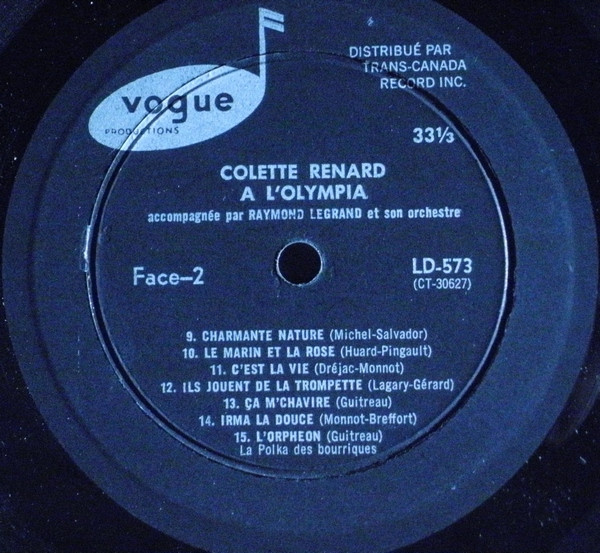 vogue
PRODUCTIONS
DISTRIBUÉ PAR
TRANS-CANADA
RECORD INC.
33⅓
COLETTE RENARD
A L'OLYMPIA
accompagnée par RAYMOND LEGRAND et son orchestre
Face-2
LD-573
(CT-30627)
9. CHARMANTE NATURE (Michel-Salvador)
10. LE MARIN ET LA ROSE (Huard-Pingault)
11. C'EST LA VIE (Dréjac-Monnot)
12. ILS JOUENT DE LA TROMPETTE (Lagary-Gérard)
13. ÇA M'CHAVIRE (Guitreau)
14. IRMA LA DOUCE (Monnot-Breffort)
15. L'ORPHEON (Guitreau)
La Polka des bourriques